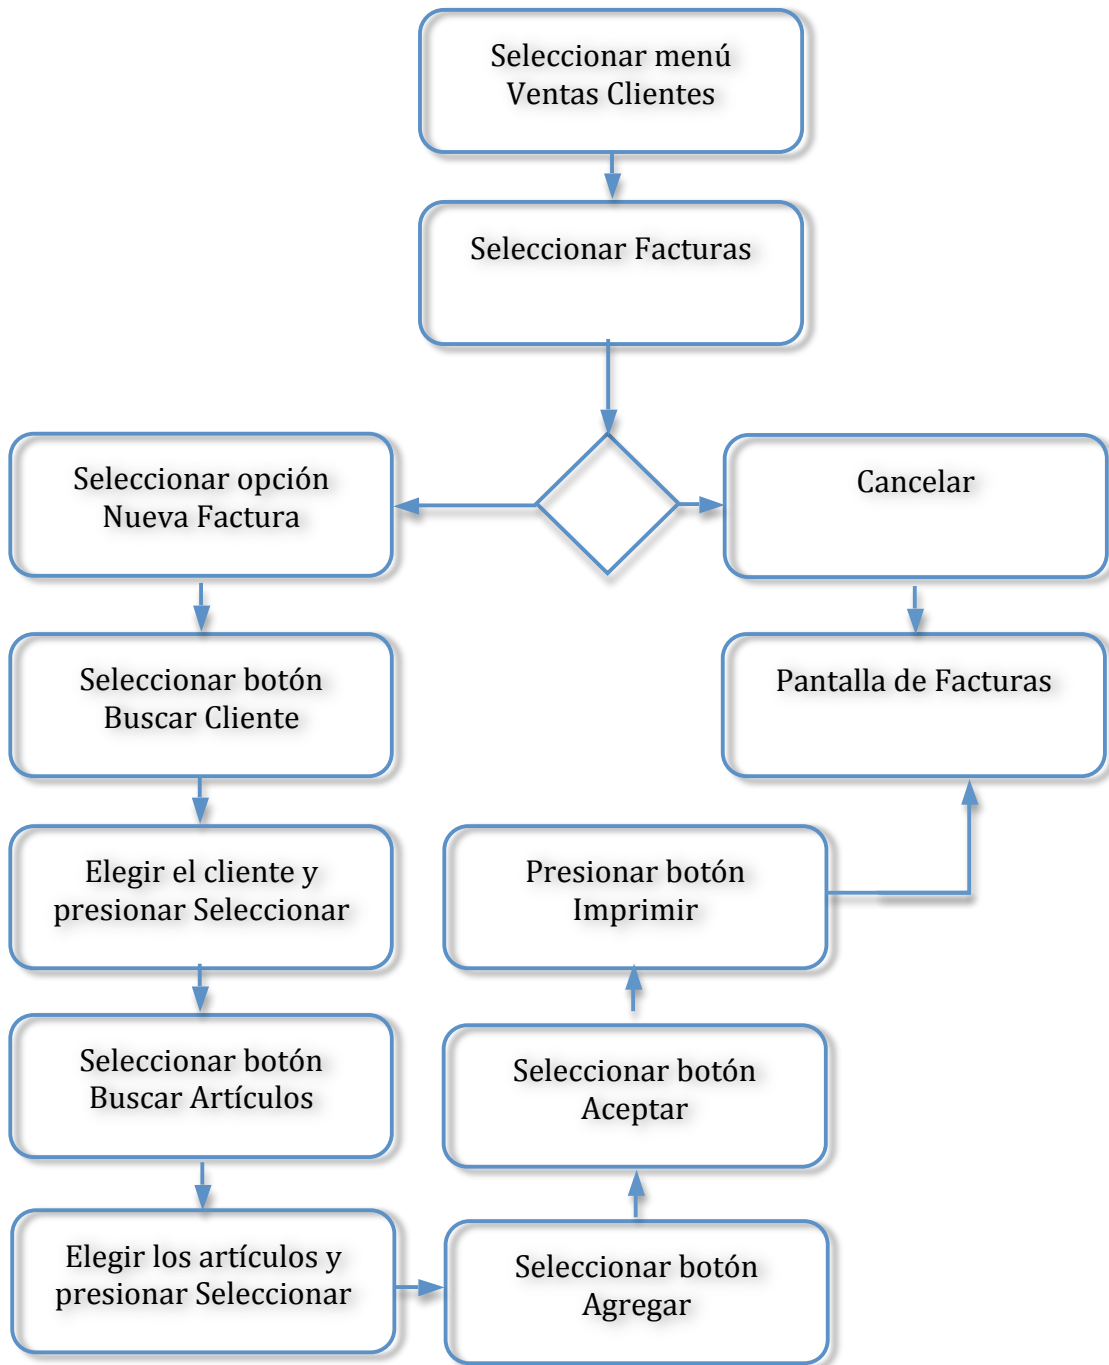 Seleccionar menú
Ventas Clientes
Seleccionar Facturas
Seleccionar opción
Nueva Factura
Cancelar
Seleccionar botón
Buscar Cliente
Pantalla de Facturas
Elegir el cliente y
presionar Seleccionar
Presionar botón
Imprimir
Seleccionar botón
Buscar Artículos
Seleccionar botón
Aceptar
Elegir los artículos y
presionar Seleccionar
Seleccionar botón
Agregar